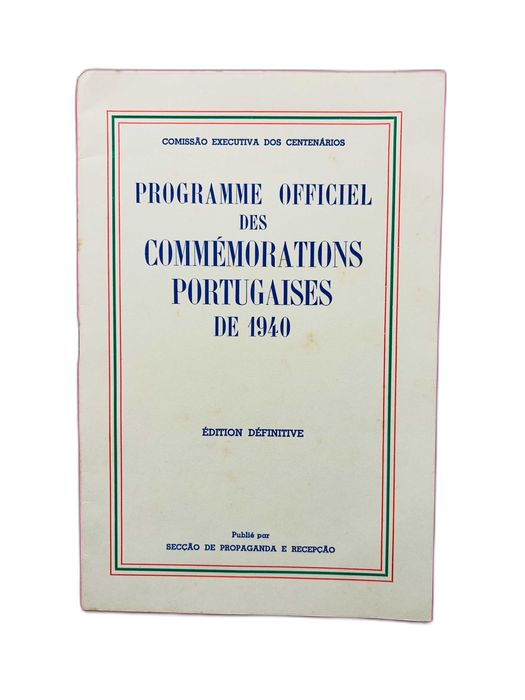 COMISSÃO EXECUTIVA DOS CENTENÁRIOS
PROGRAMME OFFICIEL
DES
COMMÉMORATIONS
PORTUGAISES
DE 1940
ÉDITION DÉFINITIVE
Publié par
SECÇÃO DE PROPAGANDA E RECEPÇÃO